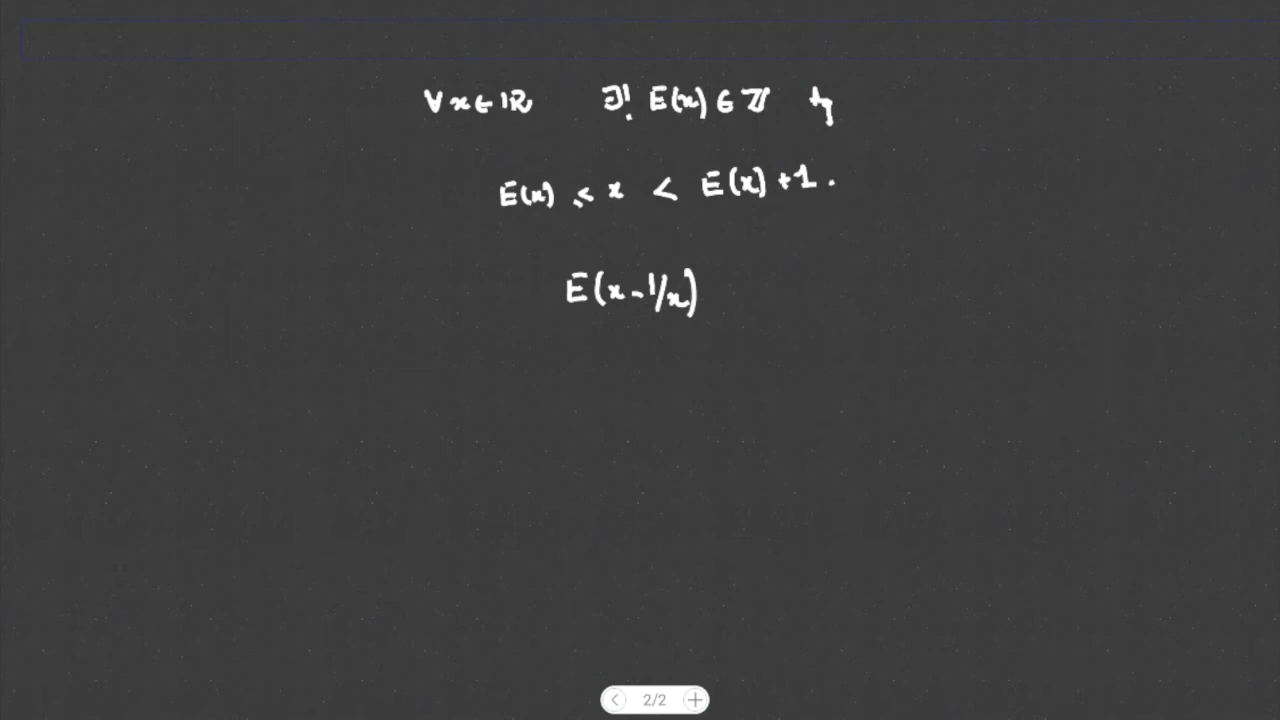 ∀ x ∈ ℝ ∃! E(x) ∈ ℤ tq
E(x) ≤ x < E(x) + 1.
E(x - 1/x)
2/2